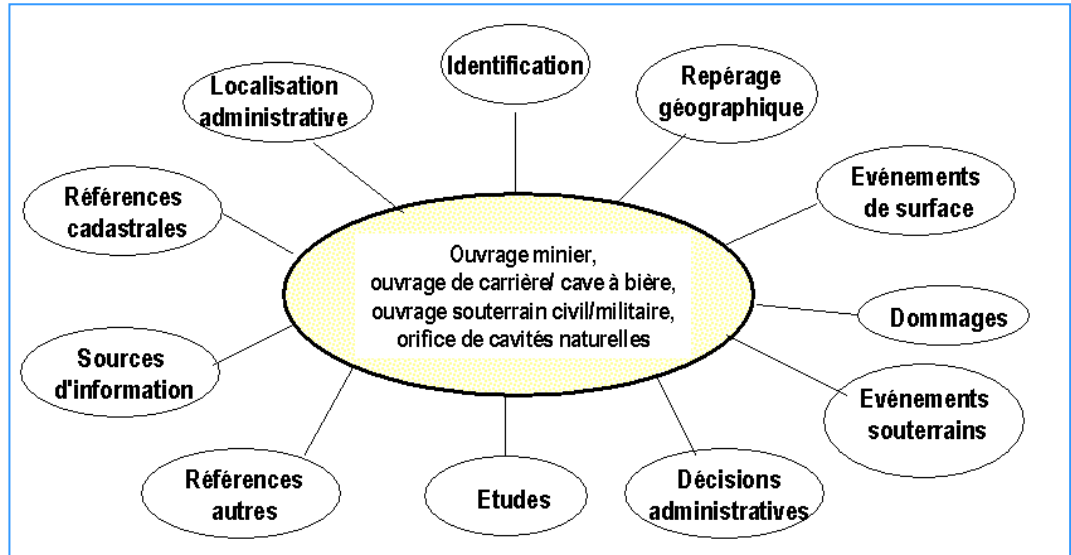 Identification
Repérage
géographique
Localisation
administrative
Evénements
de surface
Références
cadastrales
Ouvrage minier,
ouvrage de carrière/ cave à bière,
ouvrage souterrain civil/militaire,
orifice de cavités naturelles
Dommages
Sources
d'information
Evénements
souterrains
Références
autres
Etudes
Décisions
administratives